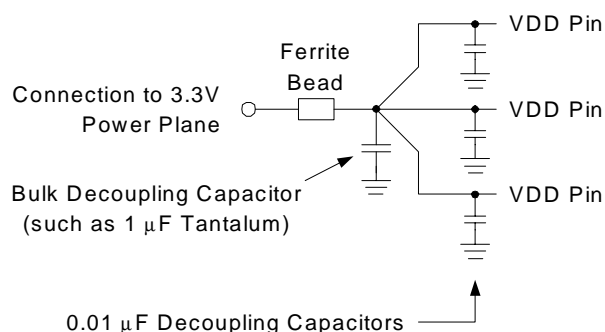 VDD Pin
Ferrite
Bead
Connection to 3.3V
Power Plane
VDD Pin
Bulk Decoupling Capacitor
(such as 1 μF Tantalum)
VDD Pin
0.01 μF Decoupling Capacitors